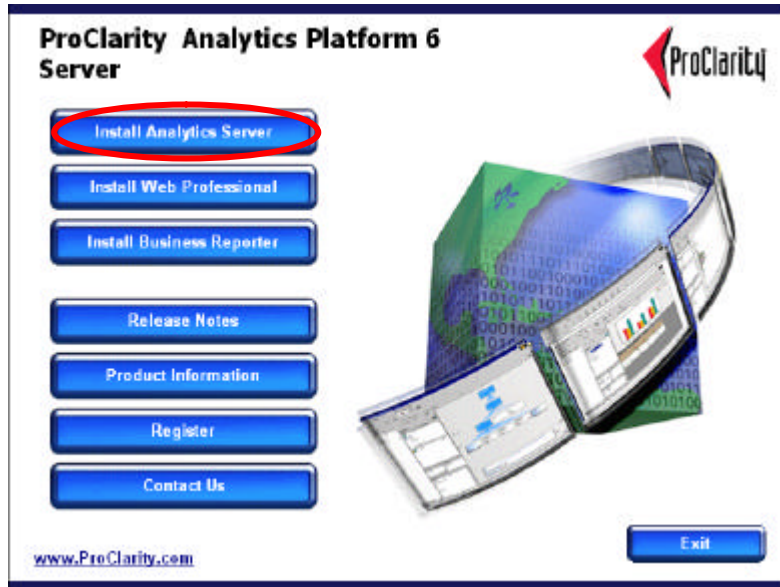 ProClarity Analytics Platform 6
Server
ProClarity
Install Analytics Server
Install Web Professional
Install Business Reporter
Release Notes
Product Information
Register
Contact Us
Exit
www.ProClarity.com